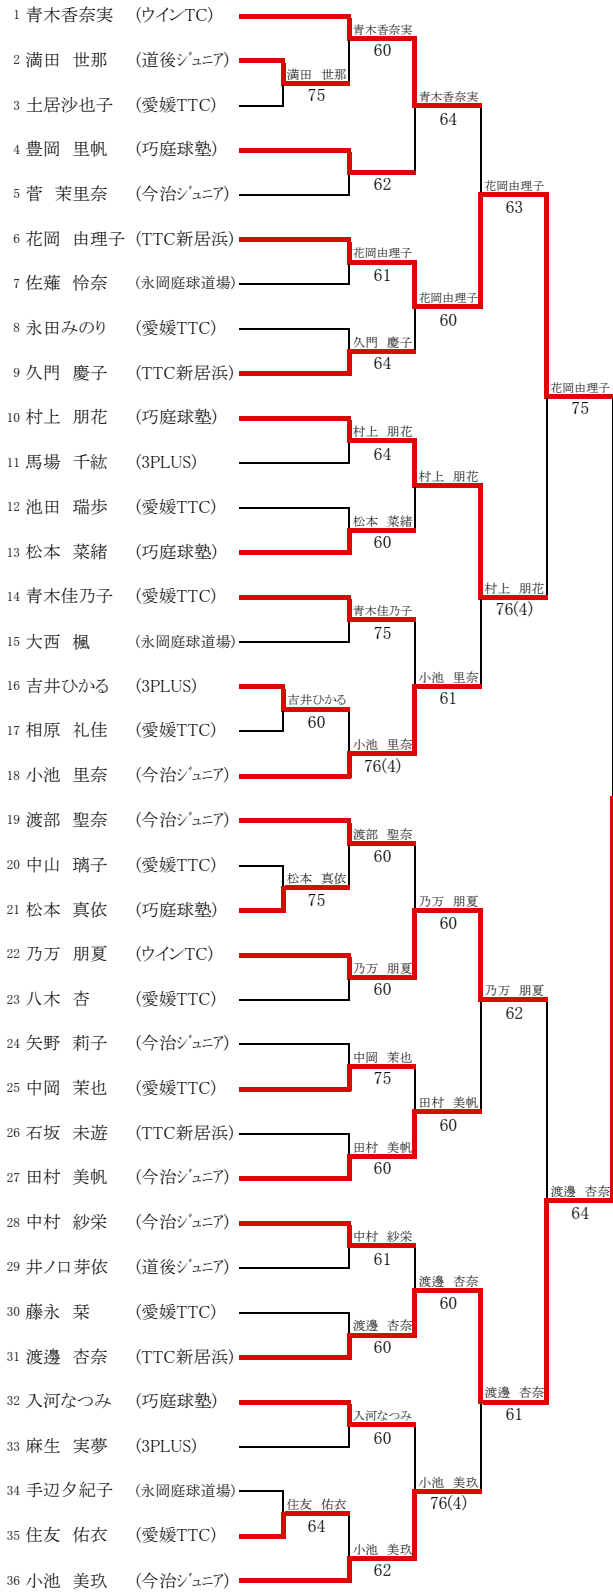 1 青木香奈実 (ウインTC)
青木香奈実
60
2 満田 世那 (道後ジュニア)
満田 世那
75
3 土居沙也子 (愛媛TTC)
青木香奈実
64
4 豊岡 里帆 (巧庭球塾)
62
5 菅 茉里奈 (今治ジュニア)
花岡由理子
63
6 花岡 由理子 (TTC新居浜)
花岡由理子
61
7 佐薙 怜奈 (永岡庭球道場)
花岡由理子
60
8 永田みのり (愛媛TTC)
久門 慶子
64
9 久門 慶子 (TTC新居浜)
花岡由理子
75
10 村上 朋花 (巧庭球塾)
村上 朋花
64
11 馬場 千紘 (3PLUS)
村上 朋花
12 池田 瑞歩 (愛媛TTC)
松本 菜緒
60
13 松本 菜緒 (巧庭球塾)
村上 朋花
76(4)
14 青木佳乃子 (愛媛TTC)
青木佳乃子
75
15 大西 楓 (永岡庭球道場)
小池 里奈
61
16 吉井ひかる (3PLUS)
吉井ひかる
60
17 相原 礼佳 (愛媛TTC)
小池 里奈
76(4)
18 小池 里奈 (今治ジュニア)
19 渡部 聖奈 (今治ジュニア)
渡部 聖奈
60
20 中山 璃子 (愛媛TTC)
松本 真依
75
21 松本 真依 (巧庭球塾)
乃万 朋夏
60
22 乃万 朋夏 (ウインTC)
乃万 朋夏
60
23 八木 杏 (愛媛TTC)
乃万 朋夏
62
24 矢野 莉子 (今治ジュニア)
中岡 茉也
75
25 中岡 茉也 (愛媛TTC)
田村 美帆
60
26 石坂 未遊 (TTC新居浜)
田村 美帆
60
27 田村 美帆 (今治ジュニア)
渡邊 杏奈
64
28 中村 紗栄 (今治ジュニア)
中村 紗栄
61
29 井ノ口芽依 (道後ジュニア)
渡邊 杏奈
60
30 藤永 栞 (愛媛TTC)
渡邊 杏奈
60
31 渡邊 杏奈 (TTC新居浜)
渡邊 杏奈
61
32 入河なつみ (巧庭球塾)
入河なつみ
60
33 麻生 実夢 (3PLUS)
小池 美玖
76(4)
34 手辺夕紀子 (永岡庭球道場)
住友 佑衣
64
35 住友 佑衣 (愛媛TTC)
小池 美玖
62
36 小池 美玖 (今治ジュニア)